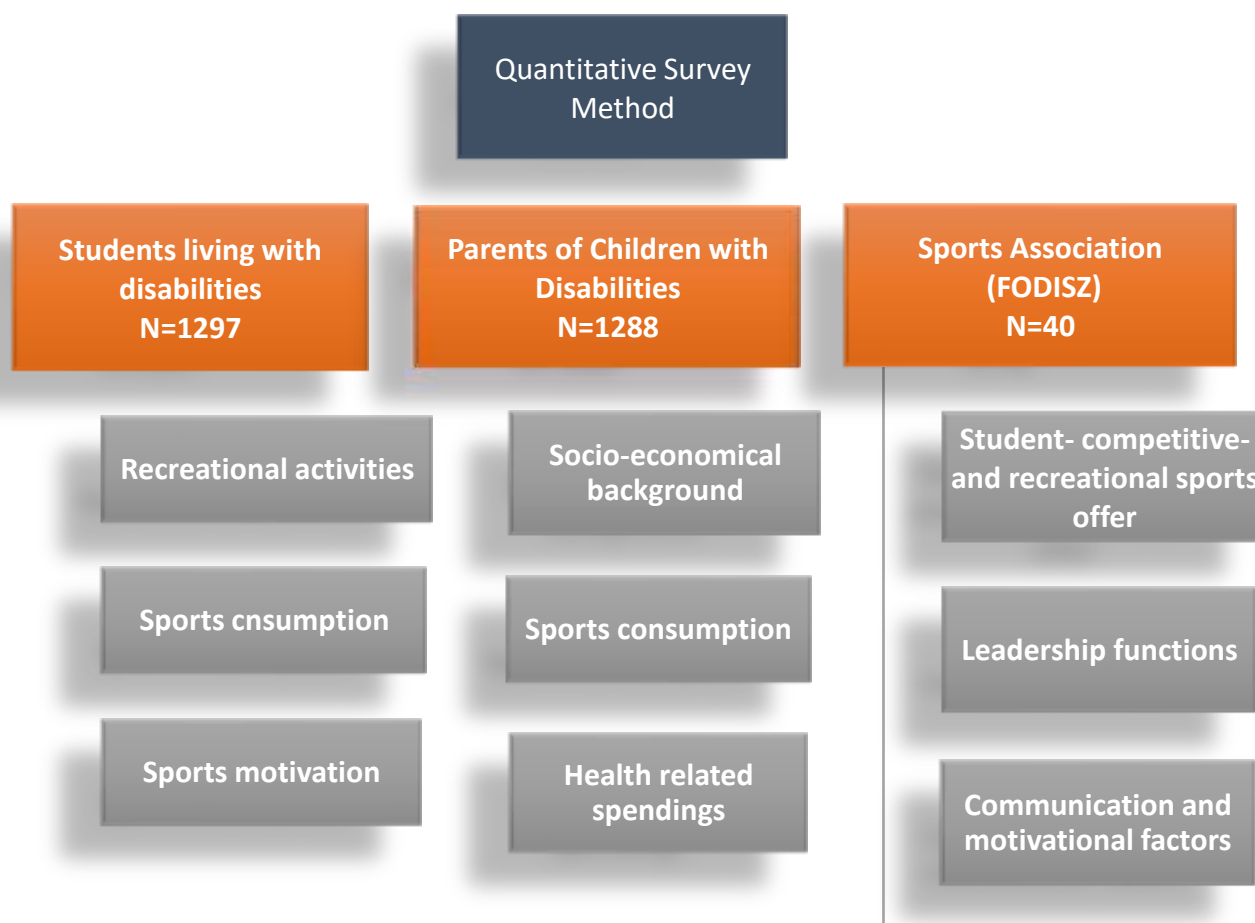 Quantitative Survey
Method
Students living with
disabilities
N=1297
Parents of Children with
Disabilities
N=1288
Sports Association
(FODISZ)
N=40
Recreational activities
Sports cnsumption
Sports motivation
Socio-economical
background
Sports consumption
Health related
spendings
Student- competitive-
and recreational sports
offer
Leadership functions
Communication and
motivational factors